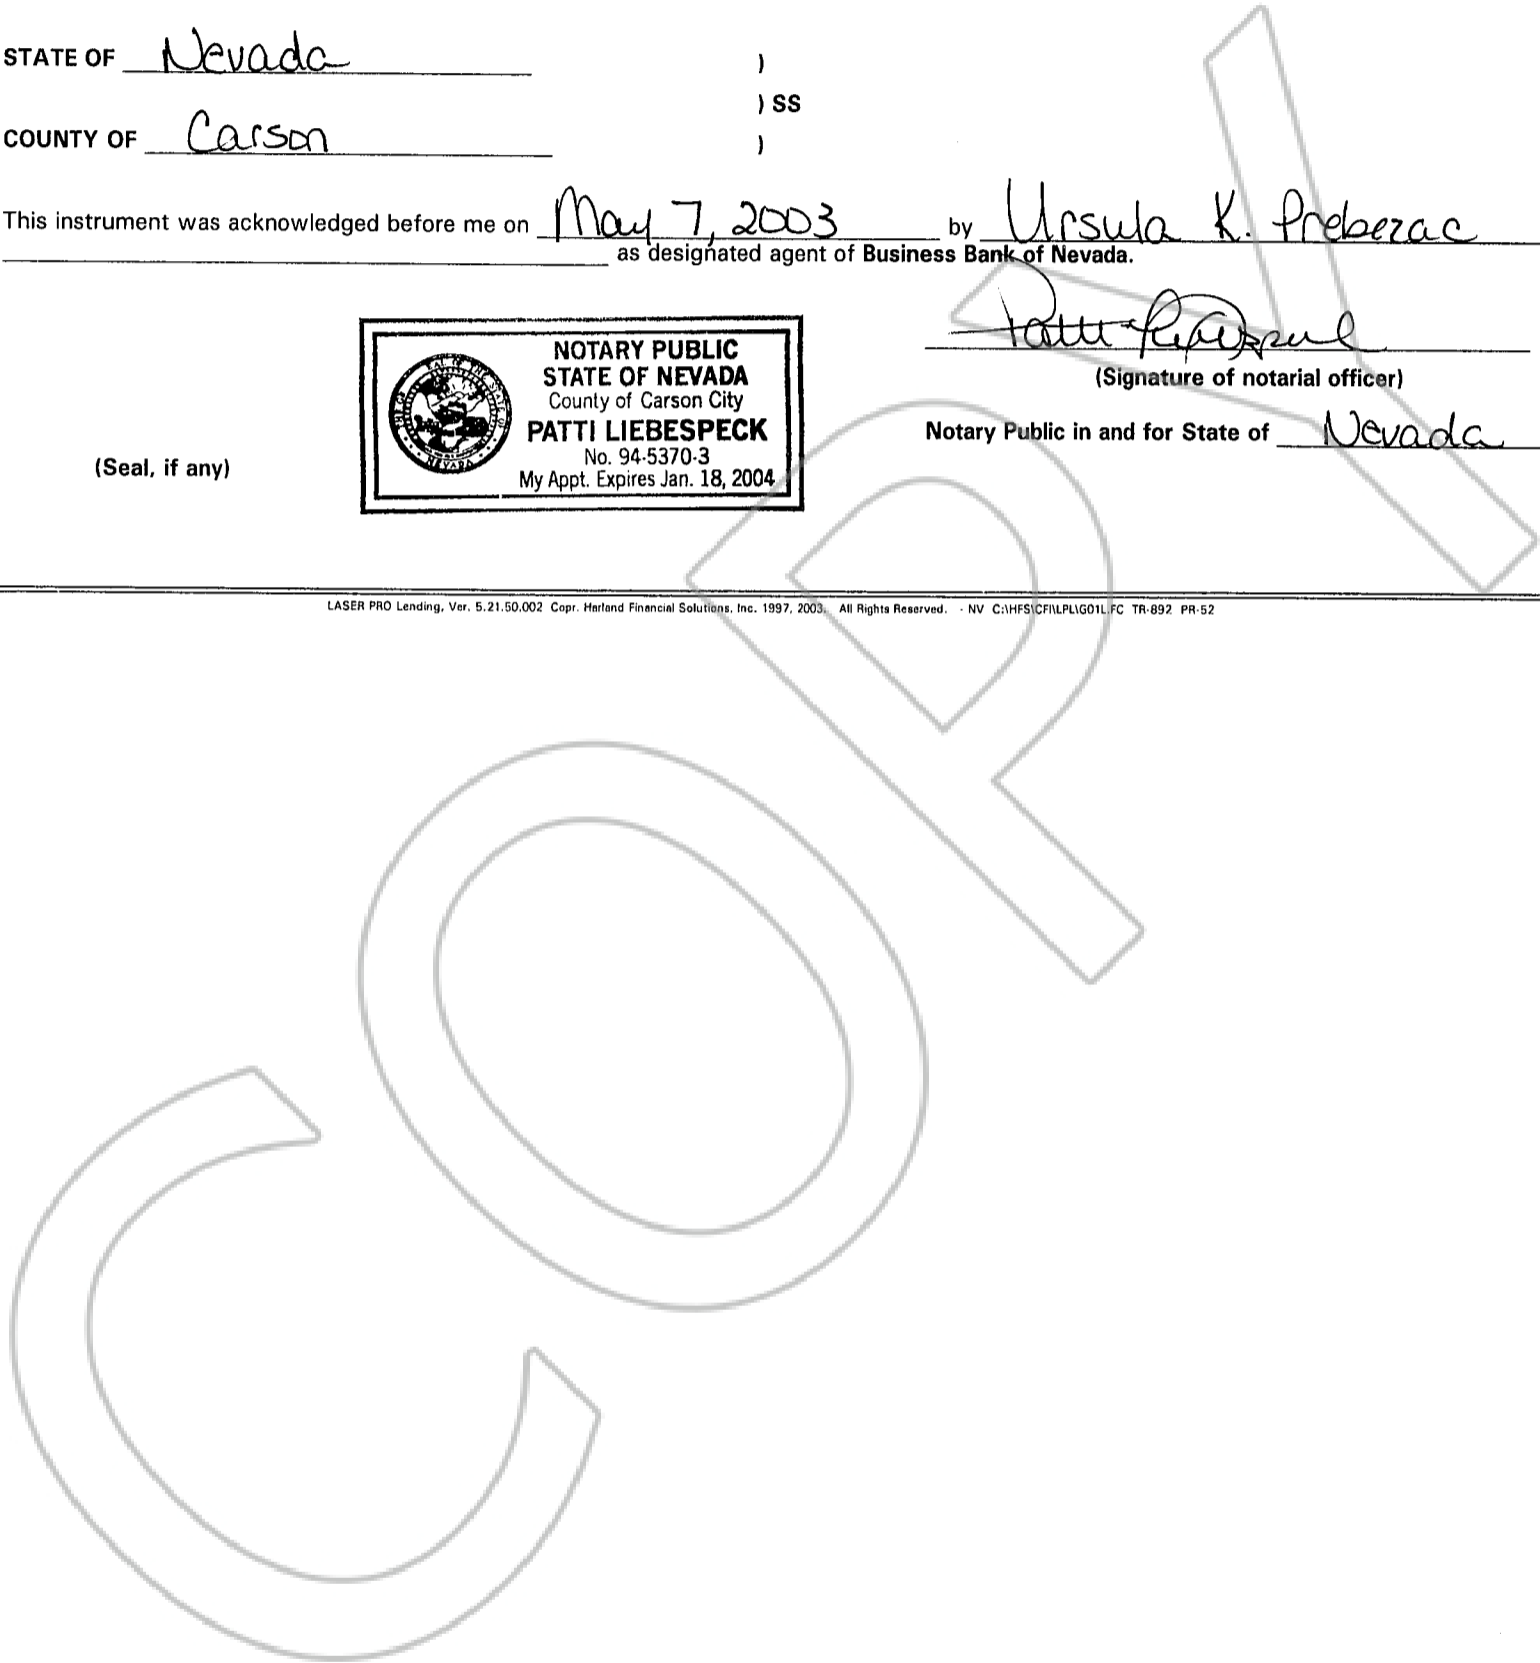 STATE OF Nevada )
) SS
COUNTY OF Carson )
This instrument was acknowledged before me on May 7, 2003 by Ursula K. Preberzac
as designated agent of Business Bank of Nevada.
NOTARY PUBLIC
STATE OF NEVADA
County of Carson City
PATTI LIEBESPECK
No. 94-5370-3
My Appt. Expires Jan. 18, 2004
Patti
(Signature of notarial officer)
Notary Public in and for State of Nevada
(Seal, if any)
LASER PRO Lending, Ver. 5.21.50.002 Copr. Harland Financial Solutions, Inc. 1997, 2003. All Rights Reserved. - NV C:\HFS\CFI\LPL\G01L.FC TR-892 PR-52
COPY